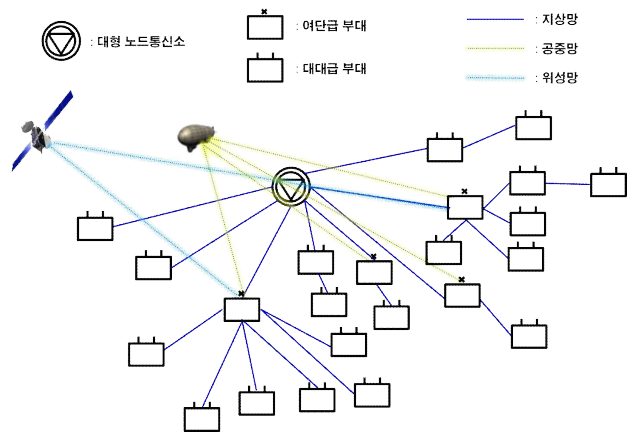 : 대형 노드통신소
: 여단급 부대
: 대대급 부대
: 지상망
: 공중망
: 위성망